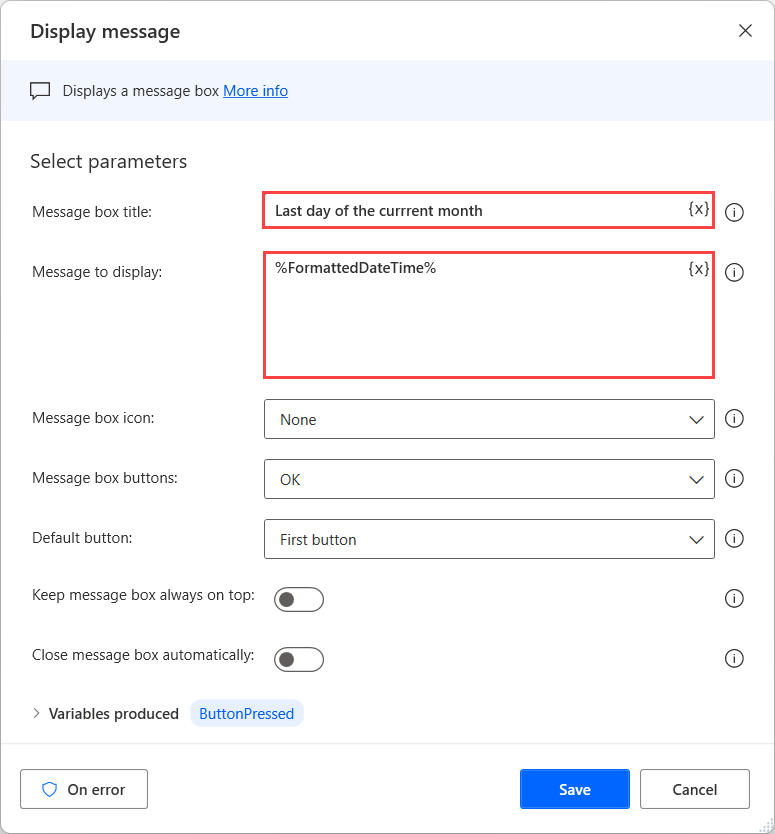 Display message
Displays a message box More info
Select parameters
Message box title:
Last day of the currrent month
{x}
Message to display:
%FormattedDateTime%
{x}
Message box icon:
None
Message box buttons:
OK
Default button:
First button
Keep message box always on top:
Close message box automatically:
Variables produced ButtonPressed
On error
Save
Cancel